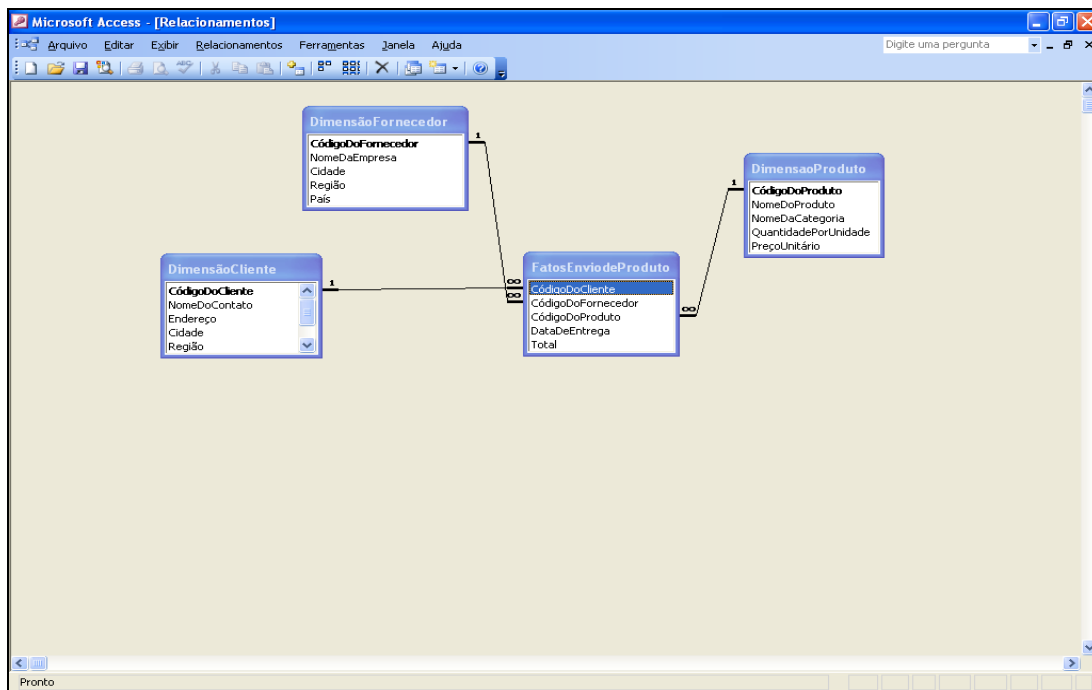 Microsoft Access - [Relacionamentos]
Arquivo Editar Exibir Relacionamentos Ferramentas Janela Ajuda Digite uma pergunta
DimensãoFornecedor
CódigoDoFornecedor
NomeDaEmpresa
Cidade
Região
País
1
DimensaoProduto
CódigoDoProduto
NomeDoProduto
NomeDaCategoria
QuantidadePorUnidade
PreçoUnitário
1
DimensãoCliente
CódigoDoCliente
NomeDoContato
Endereço
Cidade
Região
1
FatosEnviodeProduto
CódigoDoCliente
CódigoDoFornecedor
CódigoDoProduto
DataDeEntrega
Total
∞
∞
∞
Pronto